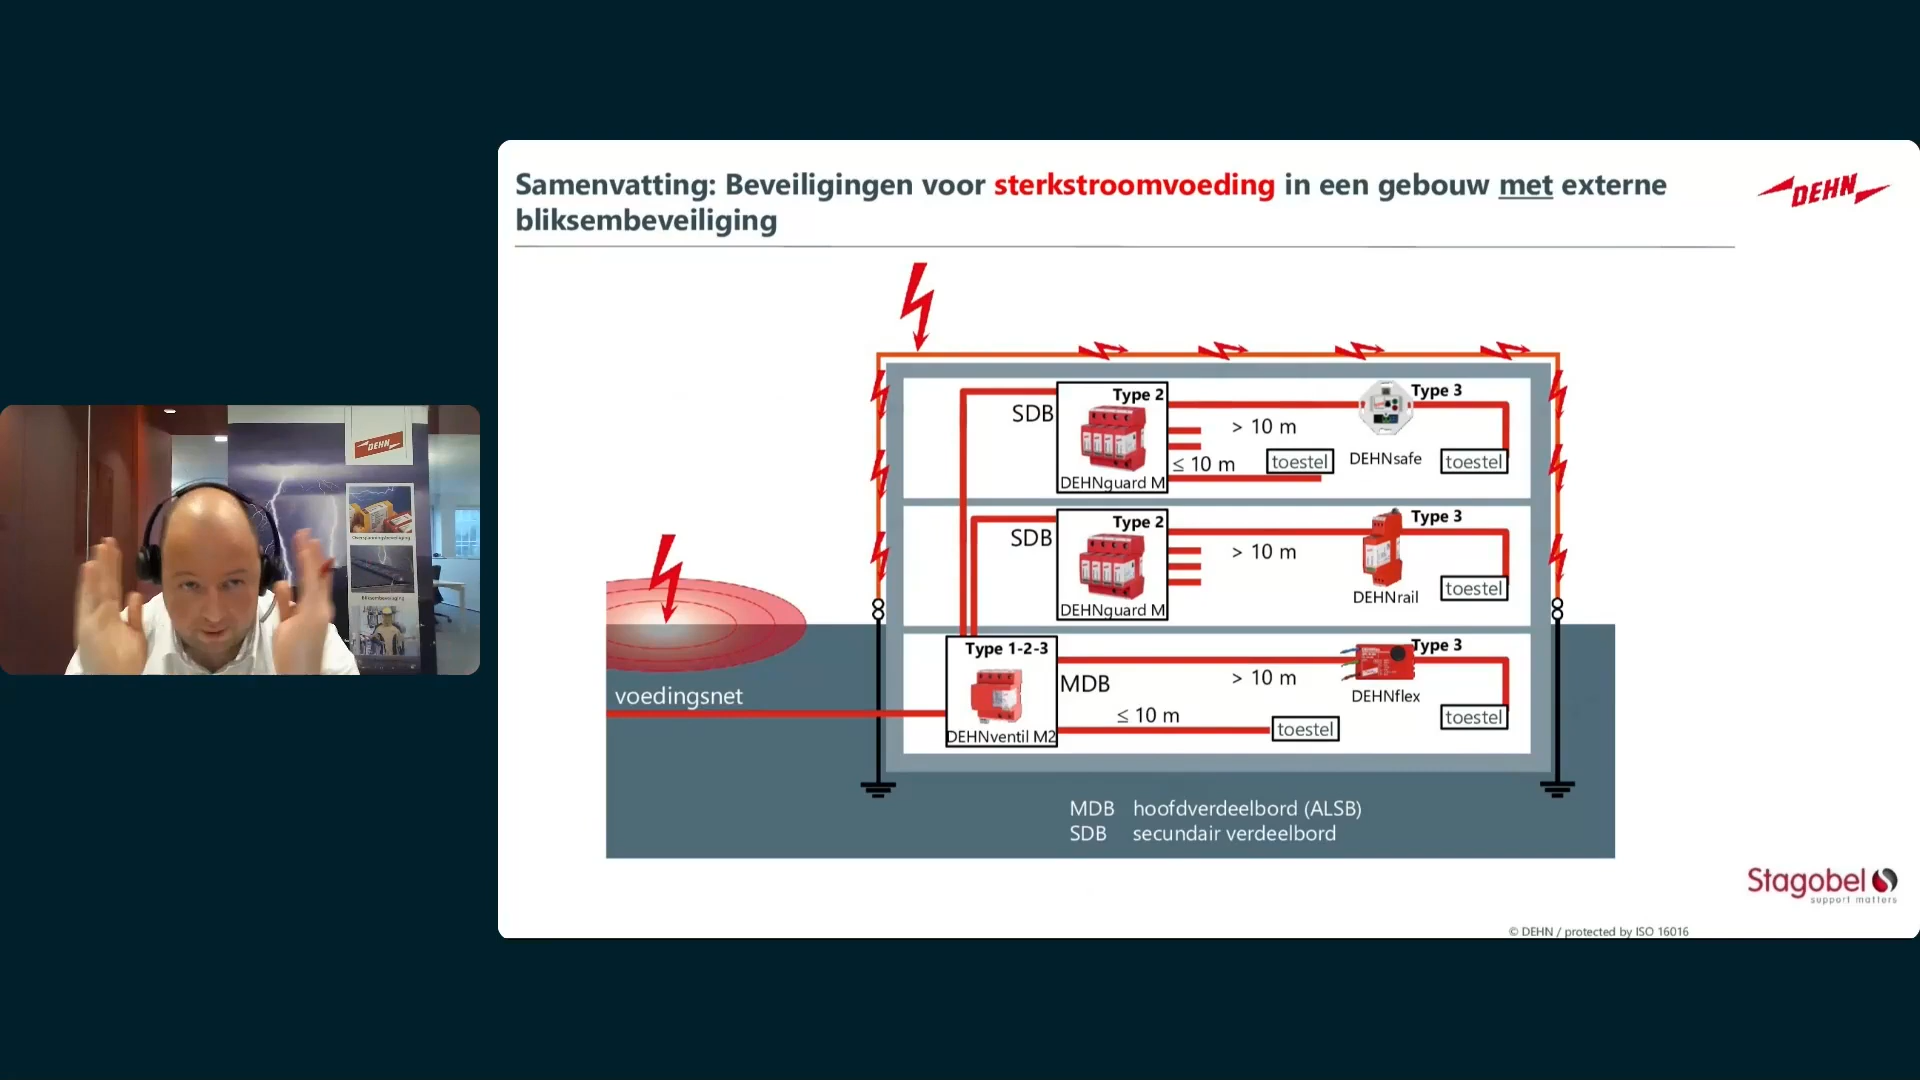 Samenvatting: Beveiligingen voor sterkstroomvoeding in een gebouw met externe
bliksembeveiliging
DEHN
SDB
Type 2
DEHNguard M
> 10 m
≤ 10 m
toestel
Type 3
DEHNsafe
toestel
SDB
Type 2
DEHNguard M
> 10 m
Type 3
DEHNrail
toestel
voedingsnet
Type 1-2-3
DEHNventil M2
MDB
> 10 m
≤ 10 m
toestel
Type 3
DEHNflex
toestel
MDB hoofdverdeelbord (ALSB)
SDB secundair verdeelbord
Stagobel
support matters
© DEHN / protected by ISO 16016
DEHN
Overspanningsbeveiliging
Bliksembeveiliging